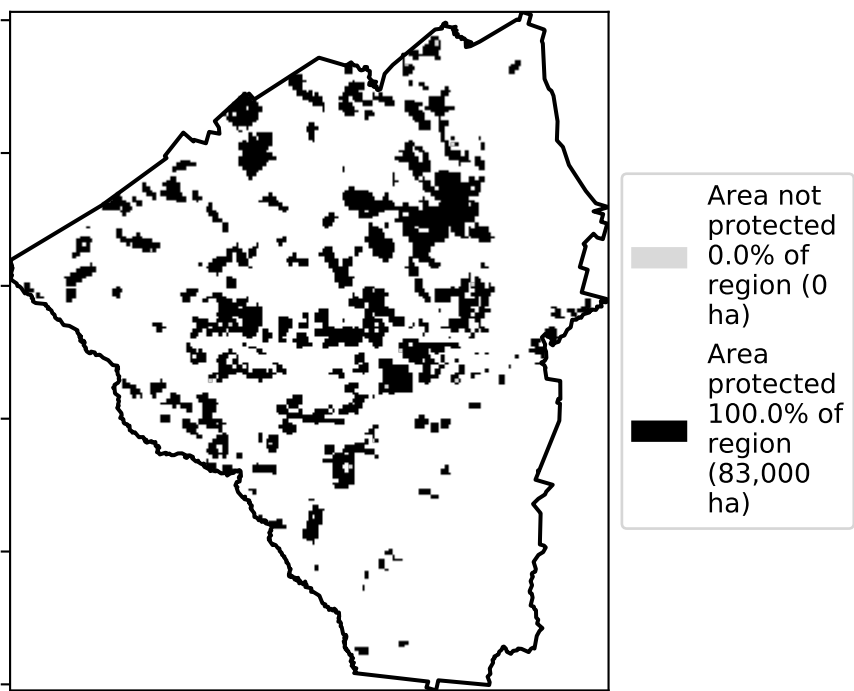 Area not
protected
0.0% of
region (0
ha)
Area
protected
100.0% of
region
(83,000
ha)